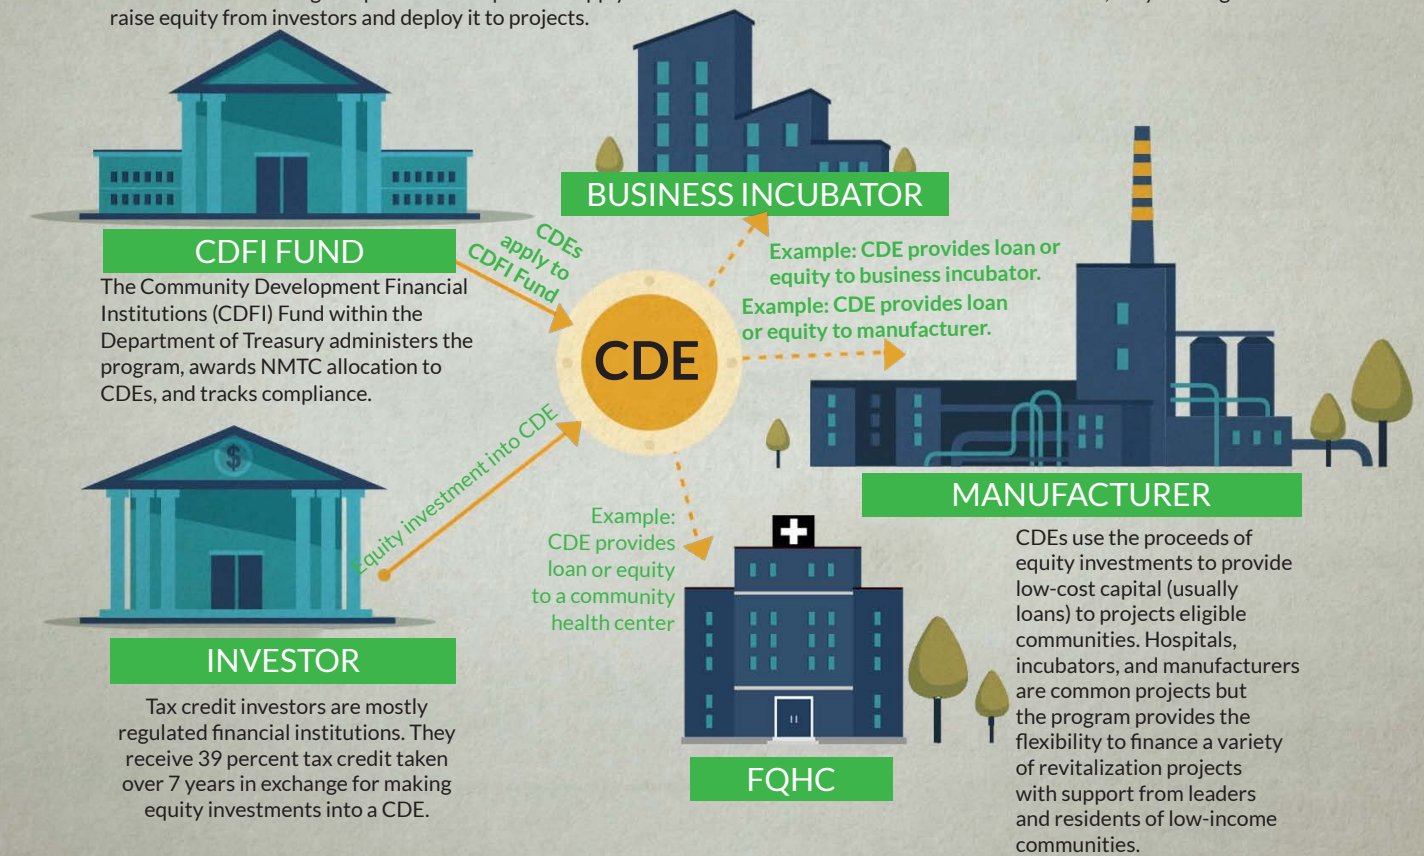 raise equity from investors and deploy it to projects.
BUSINESS INCUBATOR
CDFI FUND
The Community Development Financial
Institutions (CDFI) Fund within the
Department of Treasury administers the
program, awards NMTC allocation to
CDEs, and tracks compliance.
CDEs
apply to
CDFI Fund
Example: CDE provides loan or
equity to business incubator.
Example: CDE provides loan
or equity to manufacturer.
CDE
$
Equity investment into CDE
Example:
CDE provides
loan or equity
to a community
health center
MANUFACTURER
CDEs use the proceeds of
equity investments to provide
low-cost capital (usually
loans) to projects eligible
communities. Hospitals,
incubators, and manufacturers
are common projects but
the program provides the
flexibility to finance a variety
of revitalization projects
with support from leaders
and residents of low-income
communities.
INVESTOR
Tax credit investors are mostly
regulated financial institutions. They
receive 39 percent tax credit taken
over 7 years in exchange for making
equity investments into a CDE.
FQHC